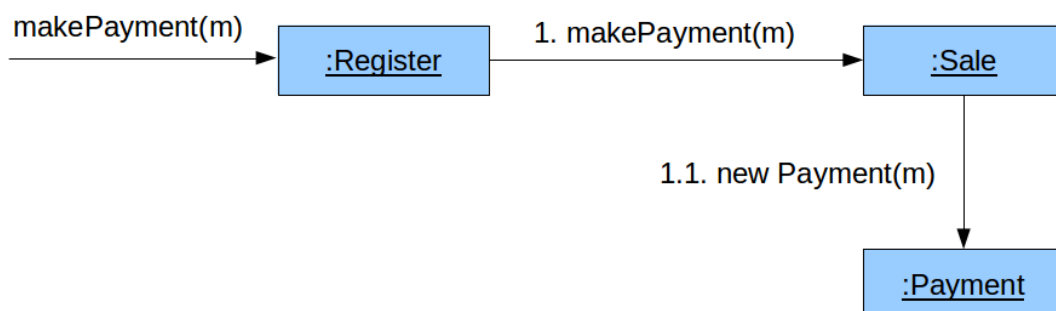 makePayment(m)
:Register
1. makePayment(m)
:Sale
1.1. new Payment(m)
:Payment